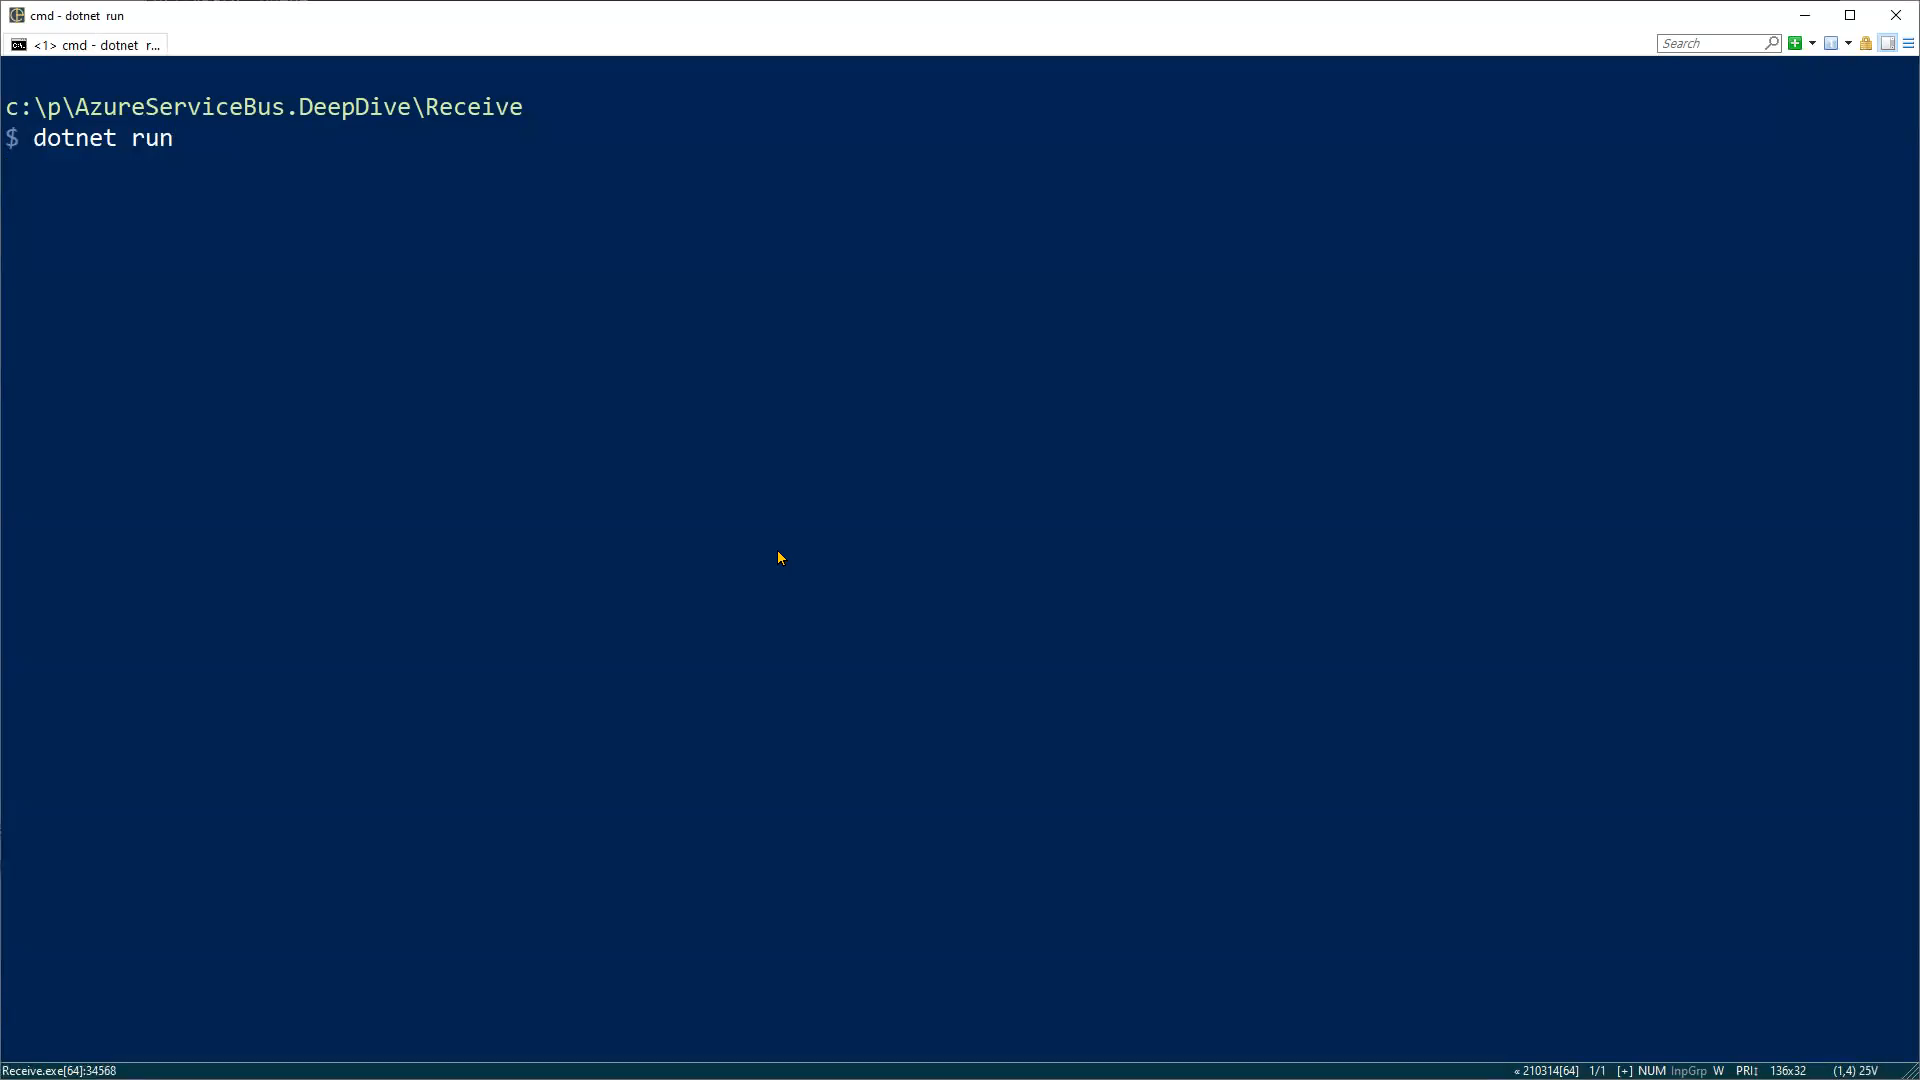 cmd - dotnet run
<1> cmd - dotnet r...
Search
c:\p\AzureServiceBus.DeepDive\Receive
$ dotnet run
Receive.exe[64]:34568
« 210314[64] 1/1 [+] NUM InpGrp W PRI↕ 136x32 (1,4) 25V